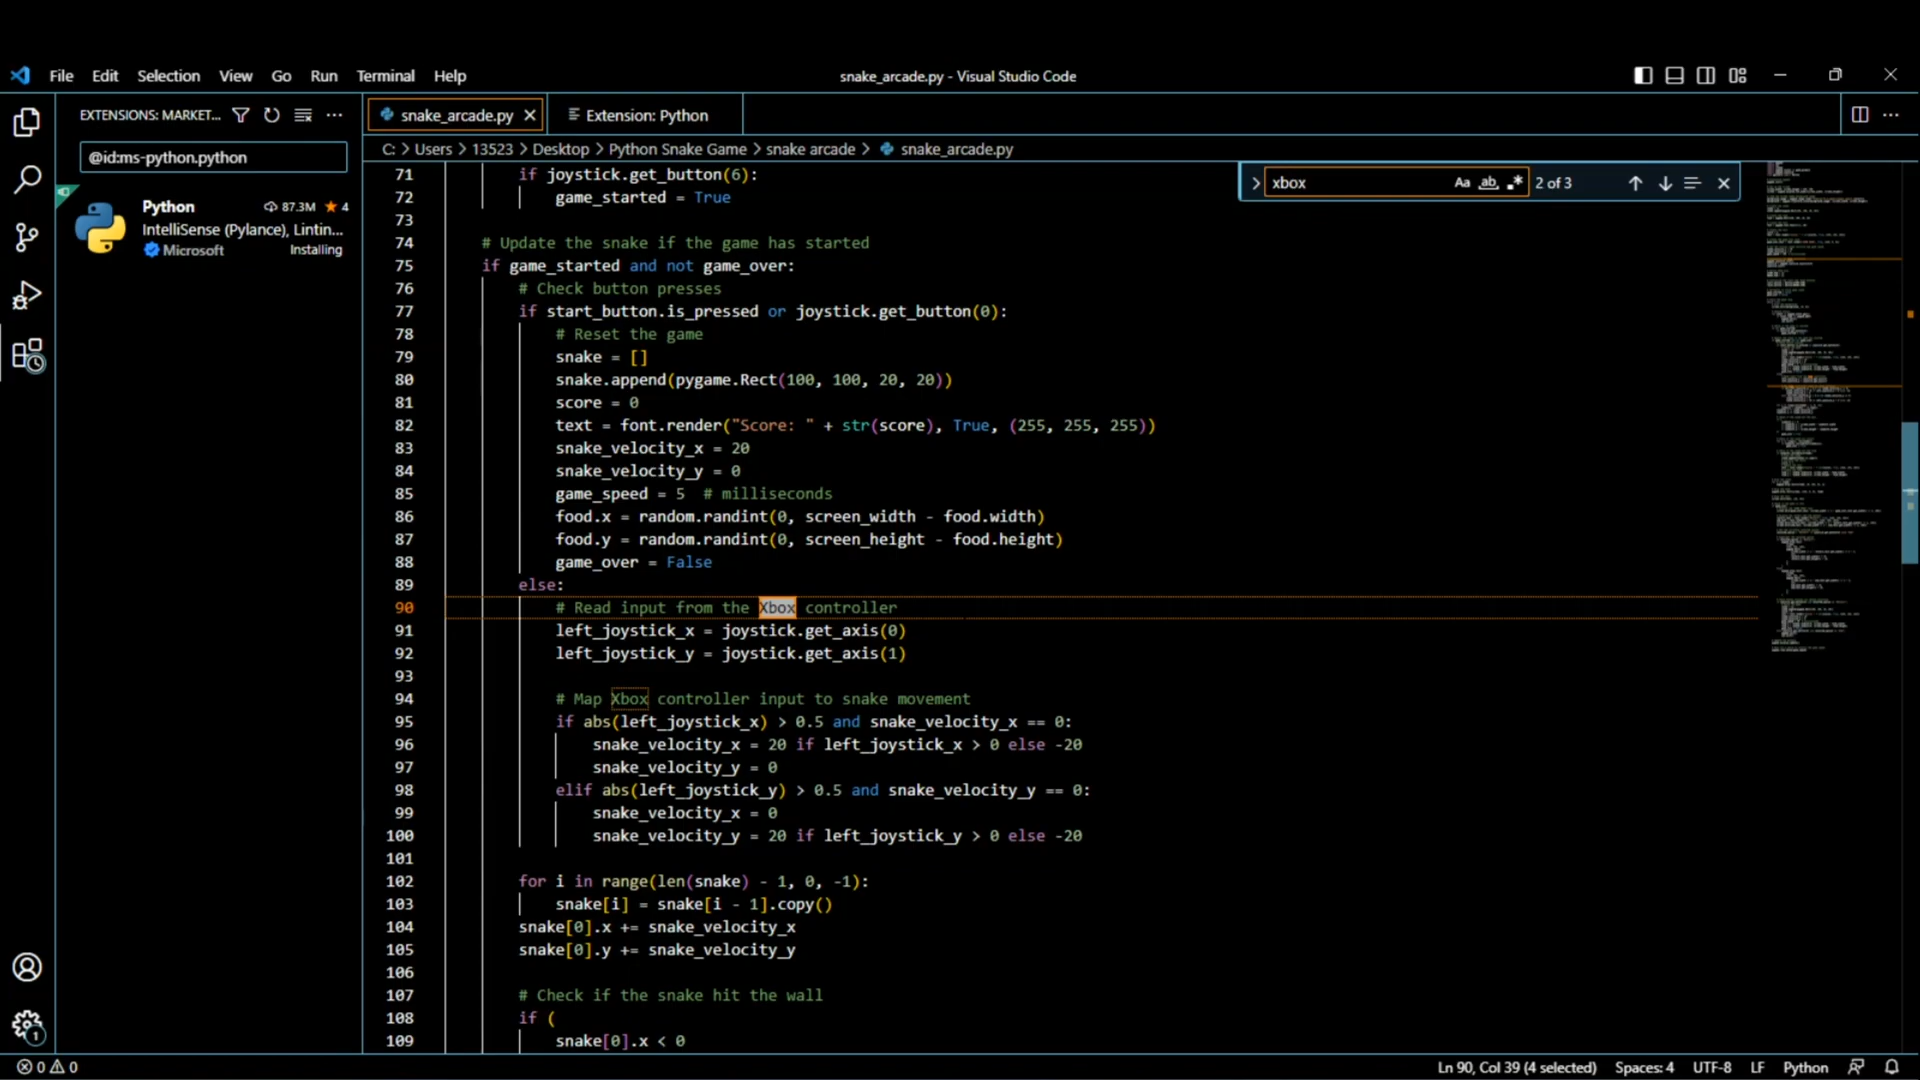 File Edit Selection View Go Run Terminal Help
snake_arcade.py - Visual Studio Code
EXTENSIONS: MARKET...
@id:ms-python.python
Python 87.3M ★ 4
IntelliSense (Pylance), Lintin...
Microsoft Installing
snake_arcade.py
Extension: Python
C: > Users > 13523 > Desktop > Python Snake Game > snake arcade > snake_arcade.py
xbox Aa ab .* 2 of 3
71 if joystick.get_button(6):
72 game_started = True
73
74 # Update the snake if the game has started
75 if game_started and not game_over:
76 # Check button presses
77 if start_button.is_pressed or joystick.get_button(0):
78 # Reset the game
79 snake = []
80 snake.append(pygame.Rect(100, 100, 20, 20))
81 score = 0
82 text = font.render("Score: " + str(score), True, (255, 255, 255))
83 snake_velocity_x = 20
84 snake_velocity_y = 0
85 game_speed = 5 # milliseconds
86 food.x = random.randint(0, screen_width - food.width)
87 food.y = random.randint(0, screen_height - food.height)
88 game_over = False
89 else:
90 # Read input from the Xbox controller
91 left_joystick_x = joystick.get_axis(0)
92 left_joystick_y = joystick.get_axis(1)
93
94 # Map Xbox controller input to snake movement
95 if abs(left_joystick_x) > 0.5 and snake_velocity_x == 0:
96 snake_velocity_x = 20 if left_joystick_x > 0 else -20
97 snake_velocity_y = 0
98 elif abs(left_joystick_y) > 0.5 and snake_velocity_y == 0:
99 snake_velocity_x = 0
100 snake_velocity_y = 20 if left_joystick_y > 0 else -20
101
102 for i in range(len(snake) - 1, 0, -1):
103 snake[i] = snake[i - 1].copy()
104 snake[0].x += snake_velocity_x
105 snake[0].y += snake_velocity_y
106
107 # Check if the snake hit the wall
108 if (
109 snake[0].x < 0
1
0 0
Ln 90, Col 39 (4 selected) Spaces: 4 UTF-8 LF Python